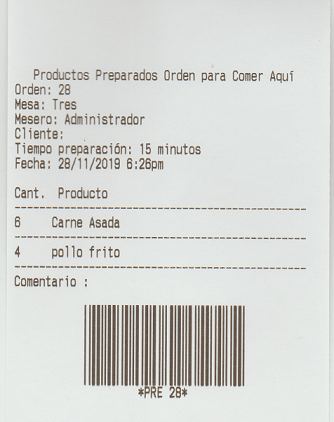 Productos Preparados Orden para Comer Aquí
Orden: 28
Mesa: Tres
Mesero: Administrador
Cliente:
Tiempo preparación: 15 minutos
Fecha: 28/11/2019 6:26pm
Cant. Producto
6 Carne Asada
4 pollo frito
Comentario :
*PRE 28*